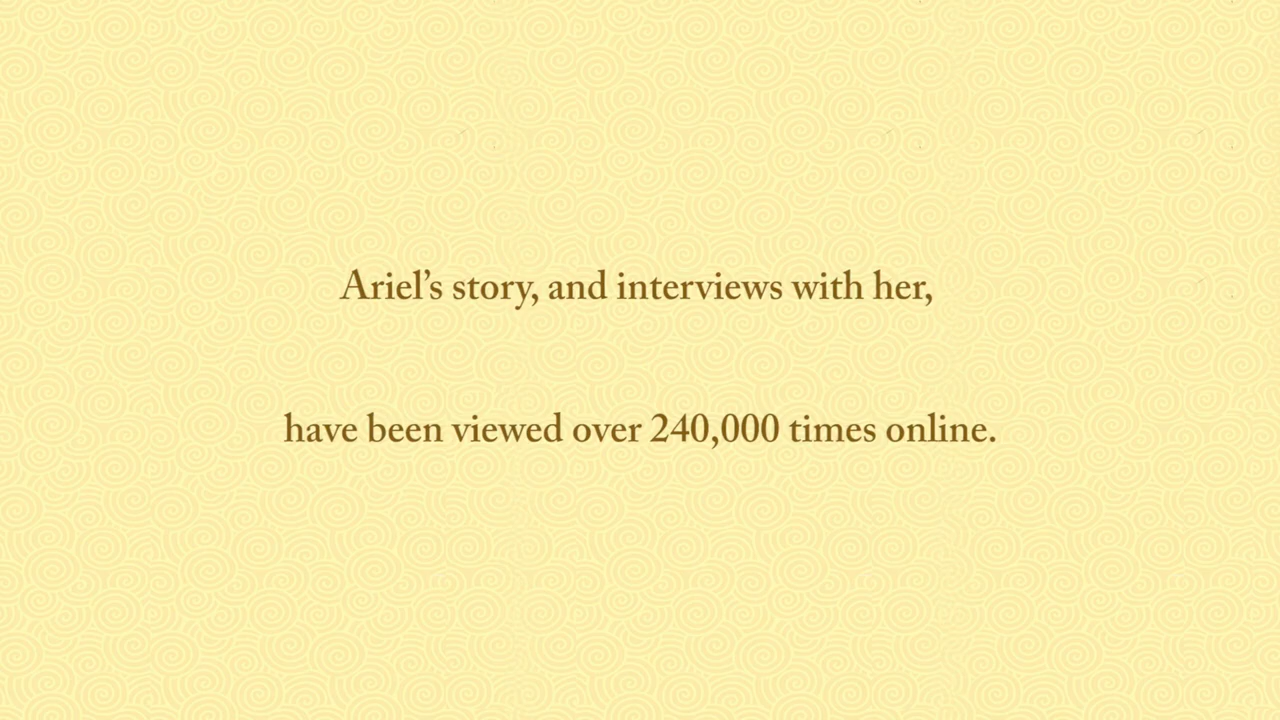 Ariel’s story, and interviews with her,
have been viewed over 240,000 times online.